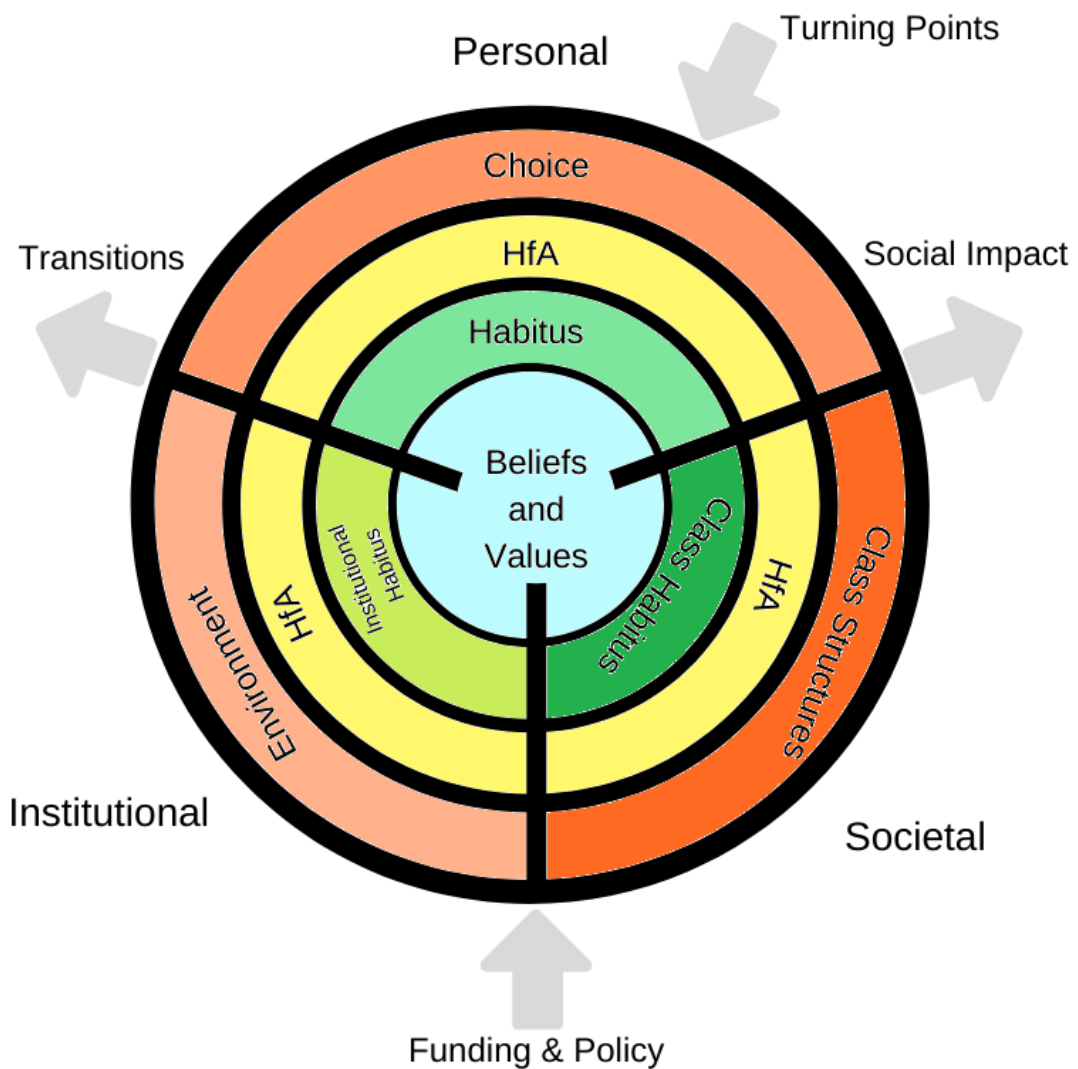 Turning Points
Personal
Choice
Transitions
HfA
Social Impact
Habitus
Beliefs
and
Values
Institutional
Habitus
Class Habitus
HfA
HfA
Environment
Class Structures
Institutional
Societal
Funding & Policy